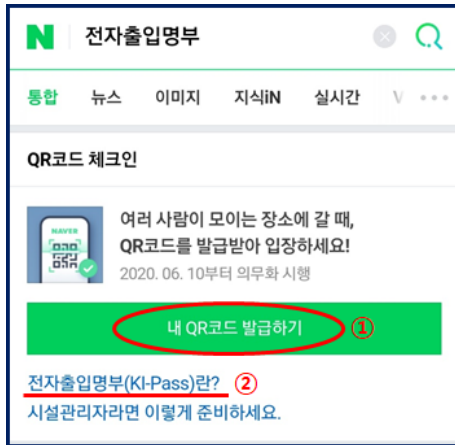 N 전자출입명부
통합 뉴스 이미지 지식iN 실시간 V
QR코드 체크인
NAVER
여러 사람이 모이는 장소에 갈 때,
QR코드를 발급받아 입장하세요!
2020. 06. 10부터 의무화 시행
내 QR코드 발급하기 ①
전자출입명부(KI-Pass)란? ②
시설관리자라면 이렇게 준비하세요.